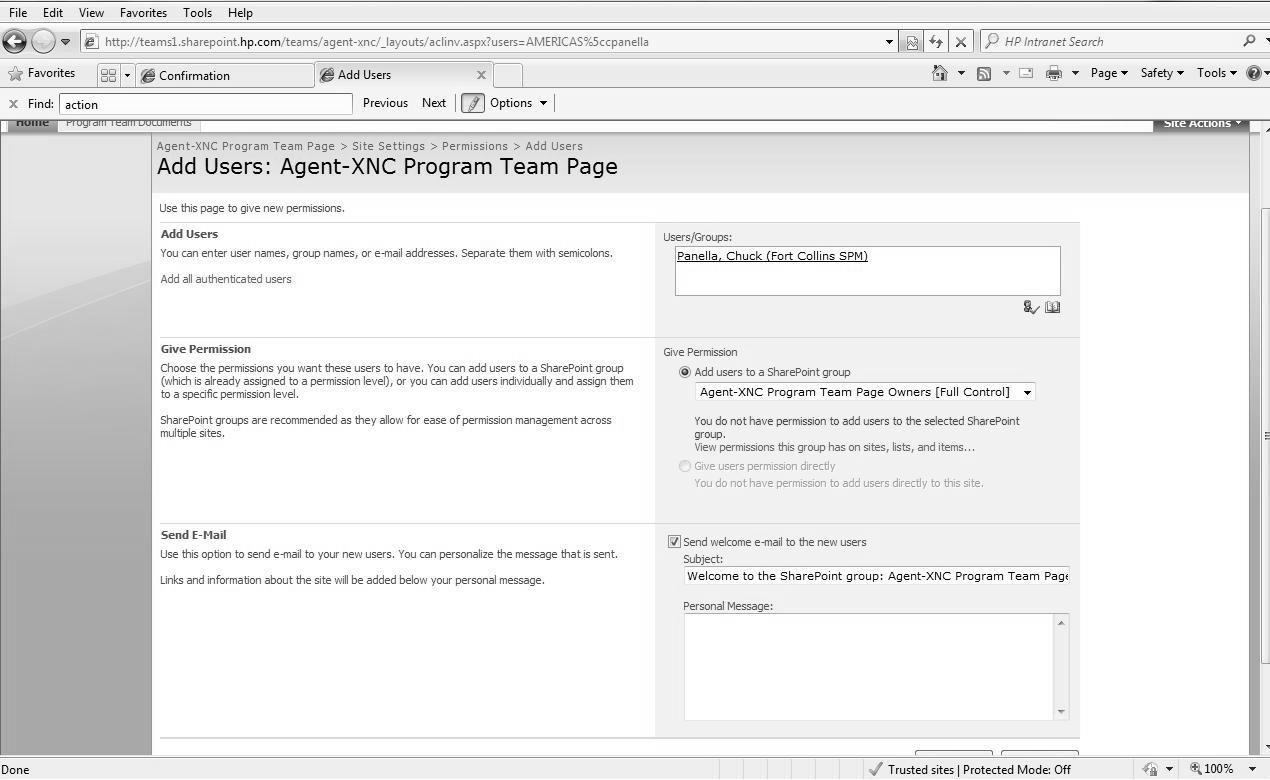 File Edit View Favorites Tools Help
http://teams1.sharepoint.hp.com/teams/agent-xnc/_layouts/aclinv.aspx?users=AMERICAS%5ccpanella
HP Intranet Search
Favorites
Confirmation
Add Users
Page Safety Tools
Find: action Previous Next Options
Home Program Team Documents Site Actions
Agent-XNC Program Team Page > Site Settings > Permissions > Add Users
Add Users: Agent-XNC Program Team Page
Use this page to give new permissions.
Add Users
You can enter user names, group names, or e-mail addresses. Separate them with semicolons.
Add all authenticated users
Users/Groups:
Panella, Chuck (Fort Collins SPM)
Give Permission
Choose the permissions you want these users to have. You can add users to a SharePoint group
(which is already assigned to a permission level), or you can add users individually and assign them
to a specific permission level.
SharePoint groups are recommended as they allow for ease of permission management across
multiple sites.
Give Permission
Add users to a SharePoint group
Agent-XNC Program Team Page Owners [Full Control]
You do not have permission to add users to the selected SharePoint
group.
View permissions this group has on sites, lists, and items...
Give users permission directly
You do not have permission to add users directly to this site.
Send E-Mail
Use this option to send e-mail to your new users. You can personalize the message that is sent.
Links and information about the site will be added below your personal message.
Send welcome e-mail to the new users
Subject:
Welcome to the SharePoint group: Agent-XNC Program Team Page
Personal Message:
Done
Trusted sites | Protected Mode: Off
100%